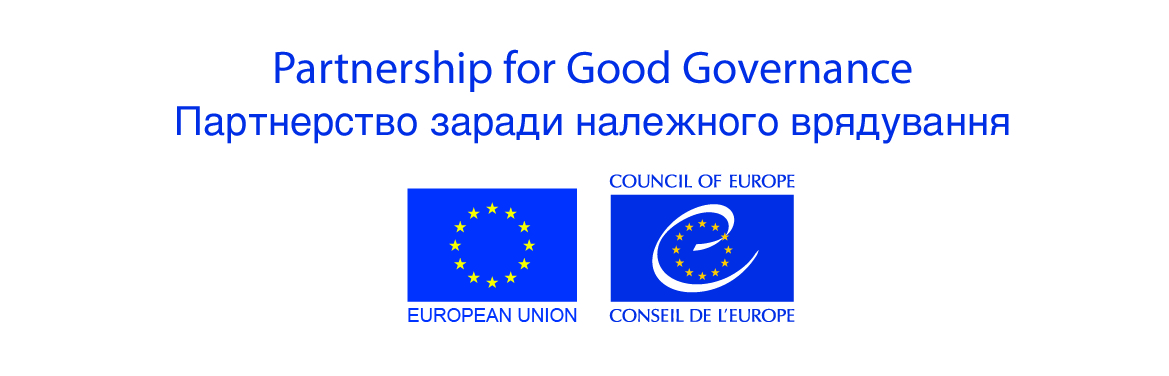 Partnership for Good Governance
Партнерство заради належного врядування
COUNCIL OF EUROPE
EUROPEAN UNION
CONSEIL DE L'EUROPE